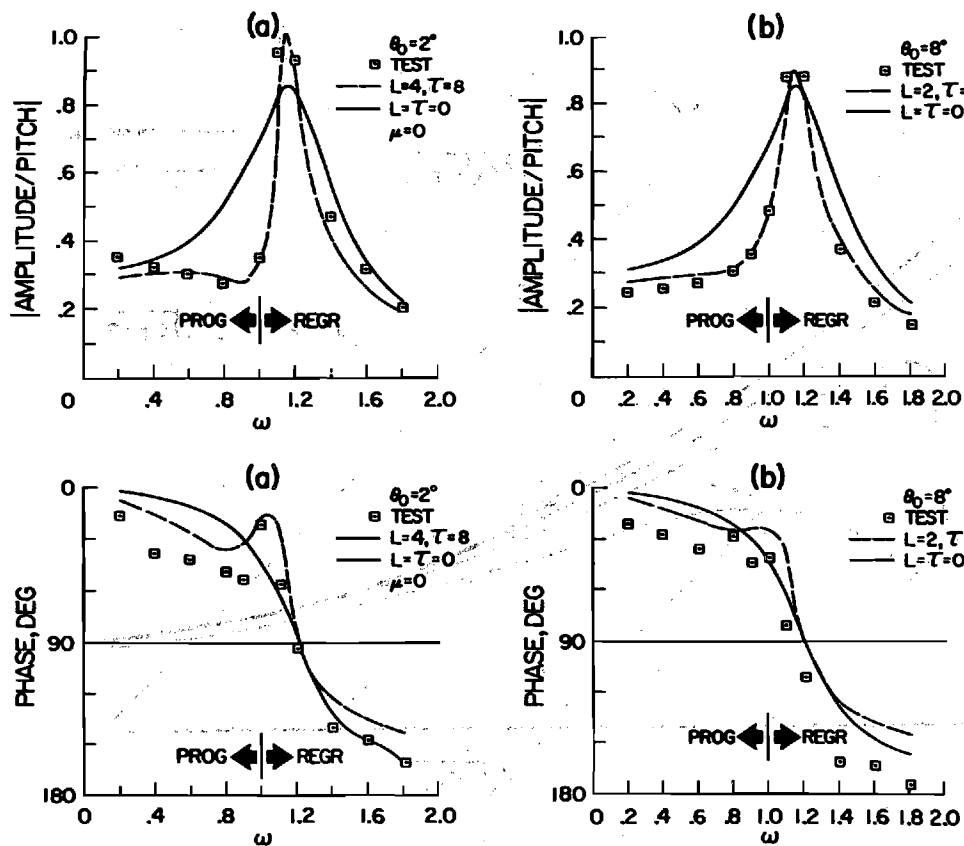 (a)
1.0
.8
.6
.4
.2
0
|AMPLITUDE/PITCH|
θ₀=2°
TEST
L=4, τ=8
L=τ=0
μ=0
PROG REGR
.4 .8 1.2 1.6 2.0
ω
(b)
1.0
.8
.6
.4
.2
0
|AMPLITUDE/PITCH|
θ₀=8°
TEST
L=2, τ=
L=τ=0
PROG REGR
.2 .4 .6 .8 1.0 1.2 1.4 1.6 1.8 2.0
ω
(a)
0
90
180
PHASE, DEG
θ₀=2°
TEST
L=4, τ=8
L=τ=0
μ=0
PROG REGR
0 .4 .8 1.2 1.6 2.0
ω
(b)
0
90
180
PHASE, DEG
θ₀=8°
TEST
L=2, τ
L=τ=0
PROG REGR
0 .2 .4 .6 .8 1.0 1.2 1.4 1.6 1.8 2.0
ω